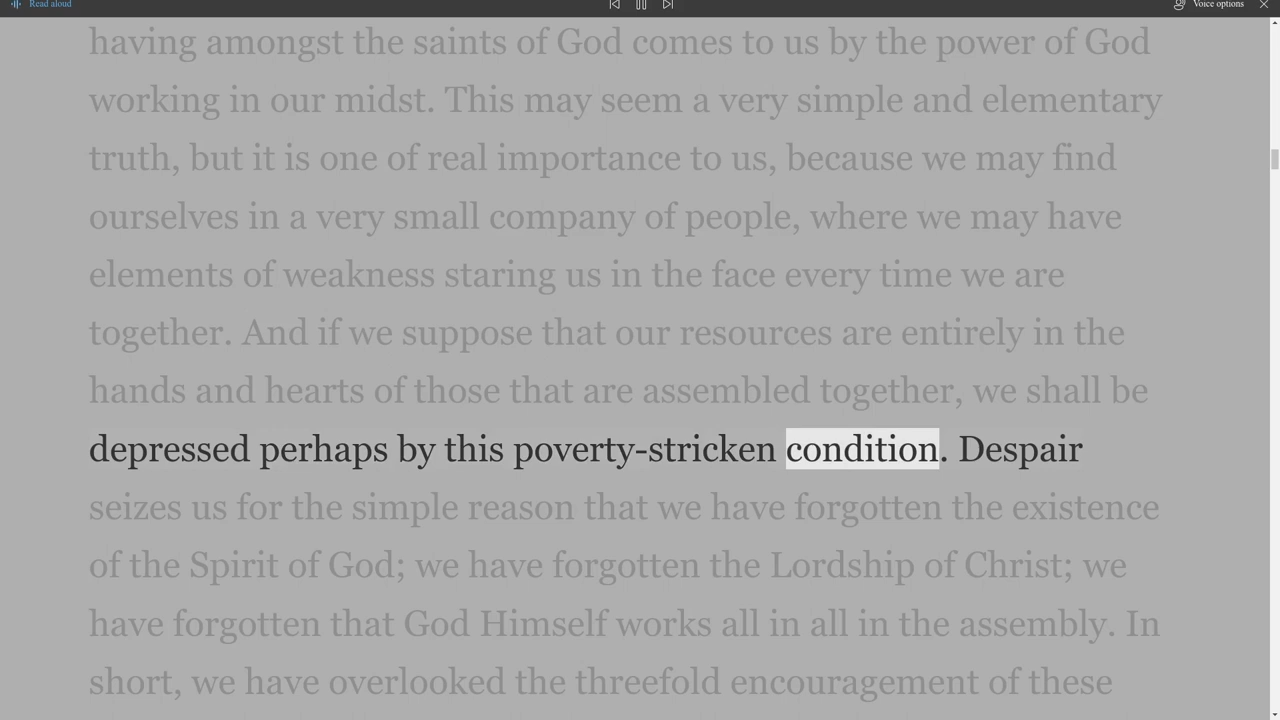 Read aloud
Voice options
having amongst the saints of God comes to us by the power of God
working in our midst. This may seem a very simple and elementary
truth, but it is one of real importance to us, because we may find
ourselves in a very small company of people, where we may have
elements of weakness staring us in the face every time we are
together. And if we suppose that our resources are entirely in the
hands and hearts of those that are assembled together, we shall be
depressed perhaps by this poverty-stricken condition. Despair
seizes us for the simple reason that we have forgotten the existence
of the Spirit of God; we have forgotten the Lordship of Christ; we
have forgotten that God Himself works all in all in the assembly. In
short, we have overlooked the threefold encouragement of these